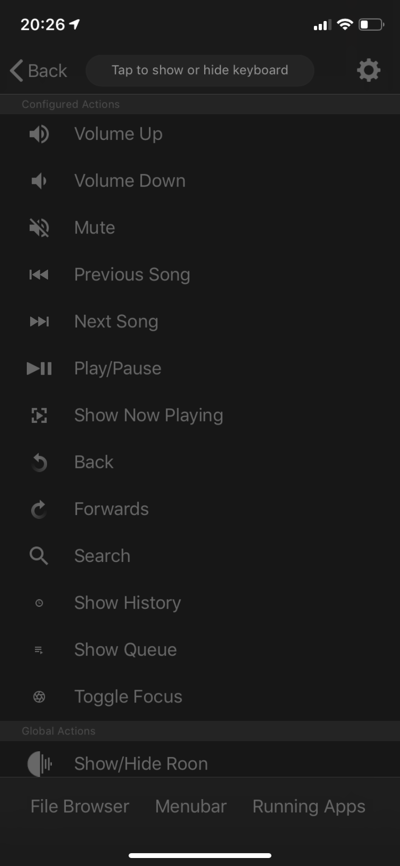 20:26
Back
Tap to show or hide keyboard
Configured Actions
Volume Up
Volume Down
Mute
Previous Song
Next Song
Play/Pause
Show Now Playing
Back
Forwards
Search
Show History
Show Queue
Toggle Focus
Global Actions
Show/Hide Roon
File Browser Menubar Running Apps